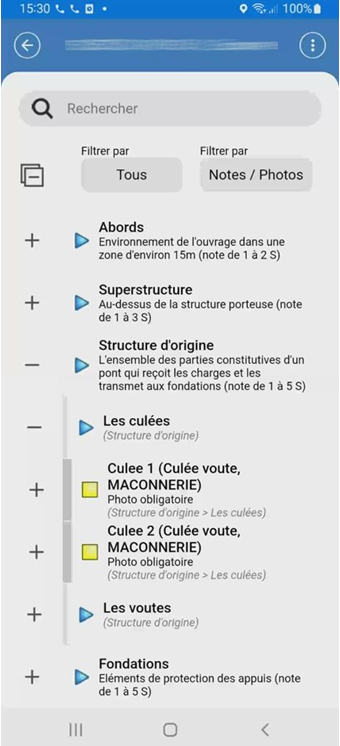 15:30
100%
Rechercher
Filtrer par
Filtrer par
Tous
Notes / Photos
Abords
Environnement de l'ouvrage dans une
zone d'environ 15m (note de 1 à 2 S)
Superstructure
Au-dessus de la structure porteuse (note
de 1 à 3 S)
Structure d'origine
L'ensemble des parties constitutives d'un
pont qui reçoit les charges et les
transmet aux fondations (note de 1 à 5 S)
Les culées
(Structure d'origine)
Culee 1 (Culée voute,
MACONNERIE)
Photo obligatoire
(Structure d'origine > Les culées)
Culee 2 (Culée voute,
MACONNERIE)
Photo obligatoire
(Structure d'origine > Les culées)
Les voutes
(Structure d'origine)
Fondations
Eléments de protection des appuis (note
de 1 à 5 S)